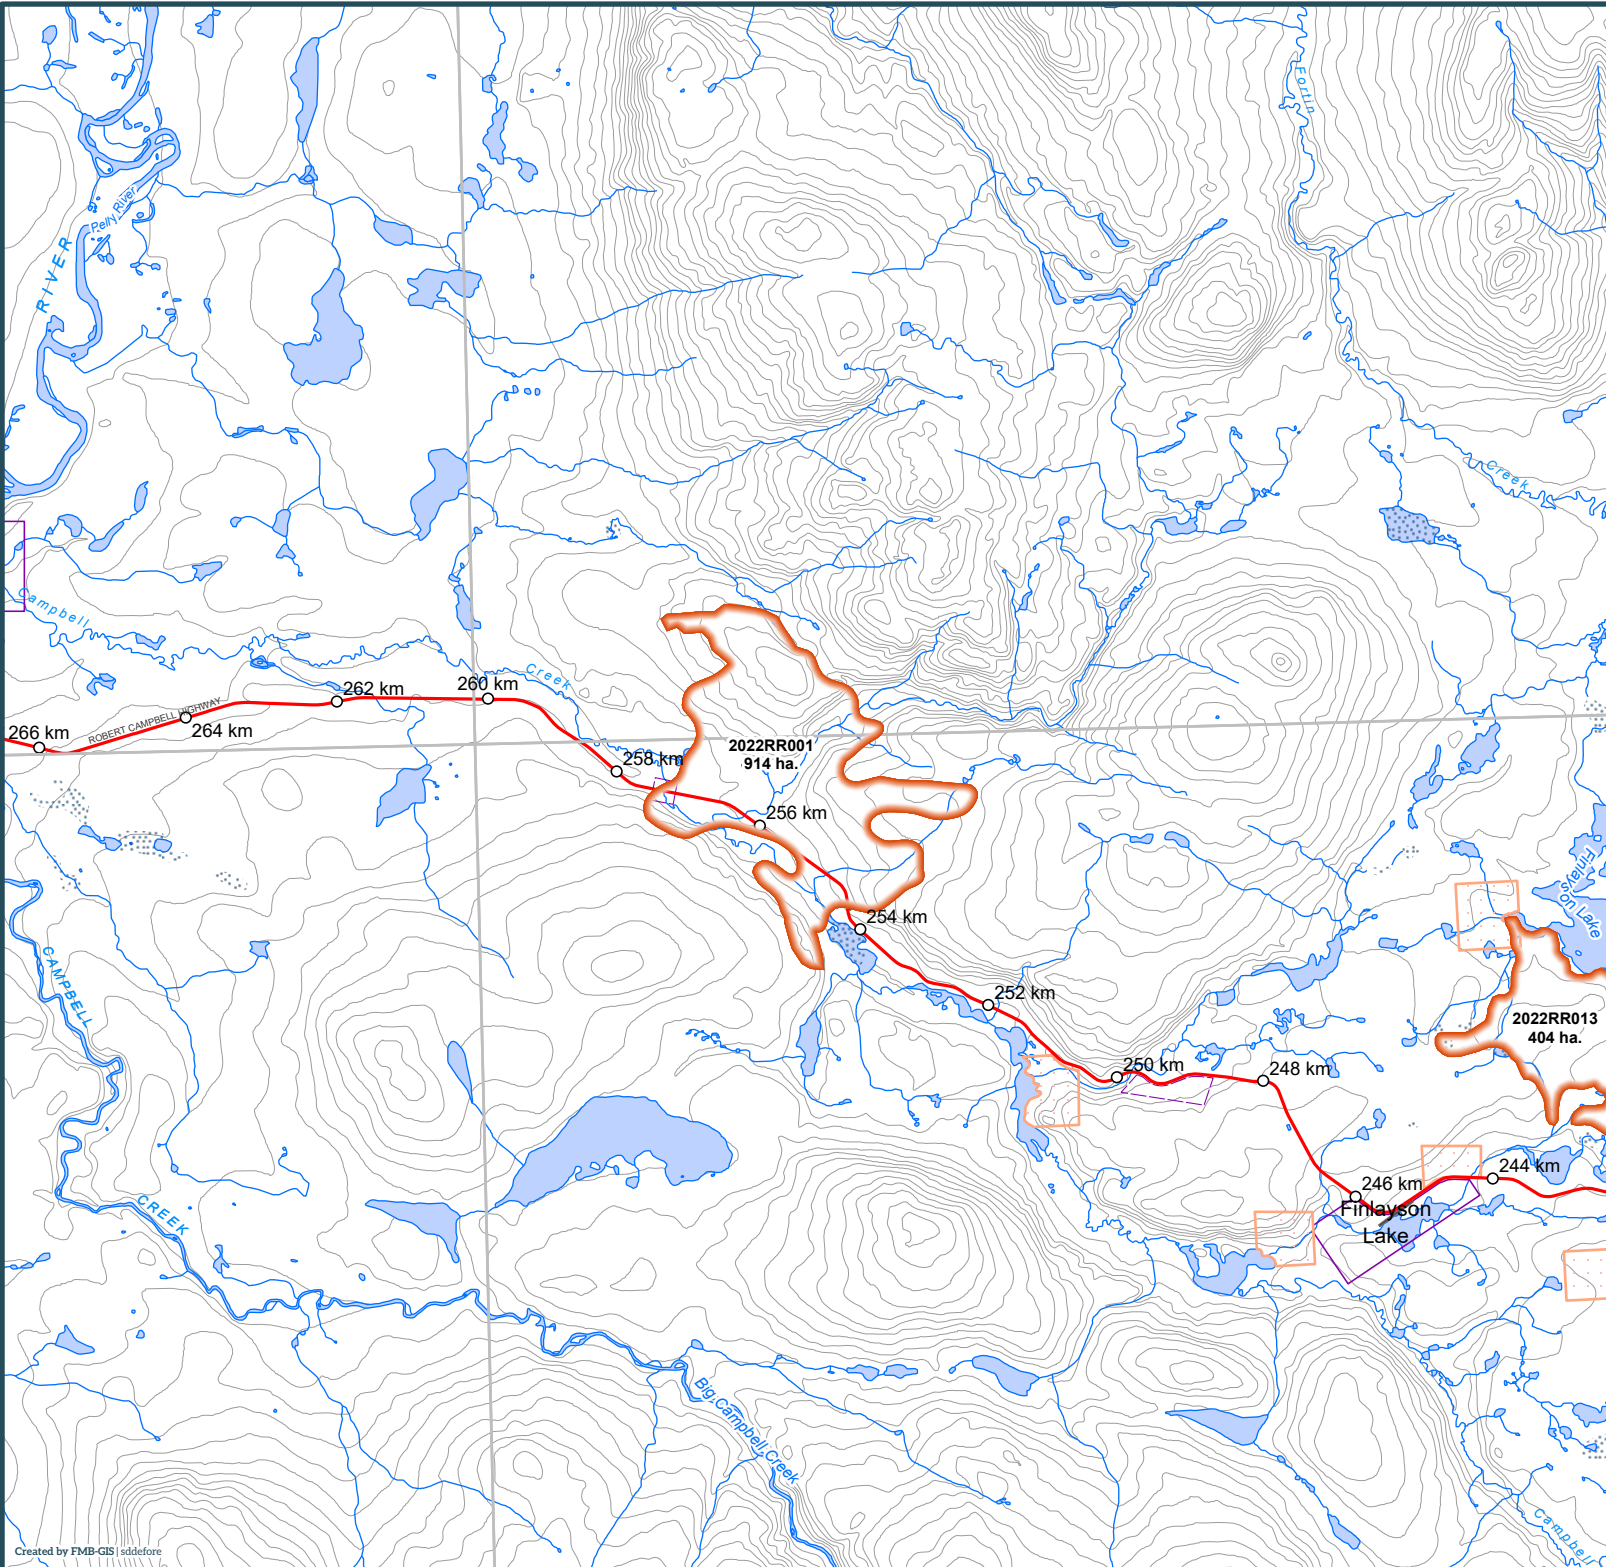 Fortin
Pelly River
RIVER
Creek
Campbell
Creek
262 km
260 km
ROBERT CAMPBELL HIGHWAY
266 km
264 km
2022RR001
914 ha.
258 km
256 km
Finlayson Lake
254 km
CAMPBELL
252 km
2022RR013
404 ha.
250 km
248 km
244 km
246 km
Finlayson
Lake
CREEK
Big Campbell Creek
Campbell
Created by FMB-GIS | sddefore